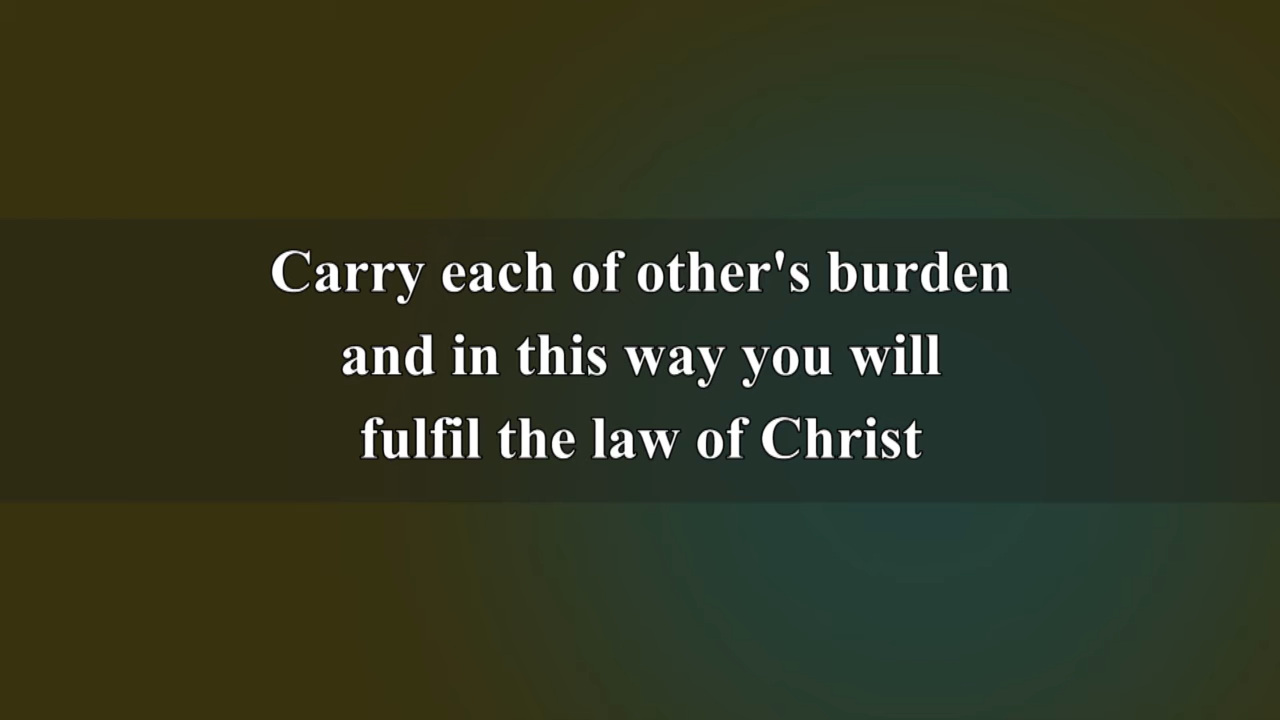 Carry each of other's burden
and in this way you will
fulfil the law of Christ